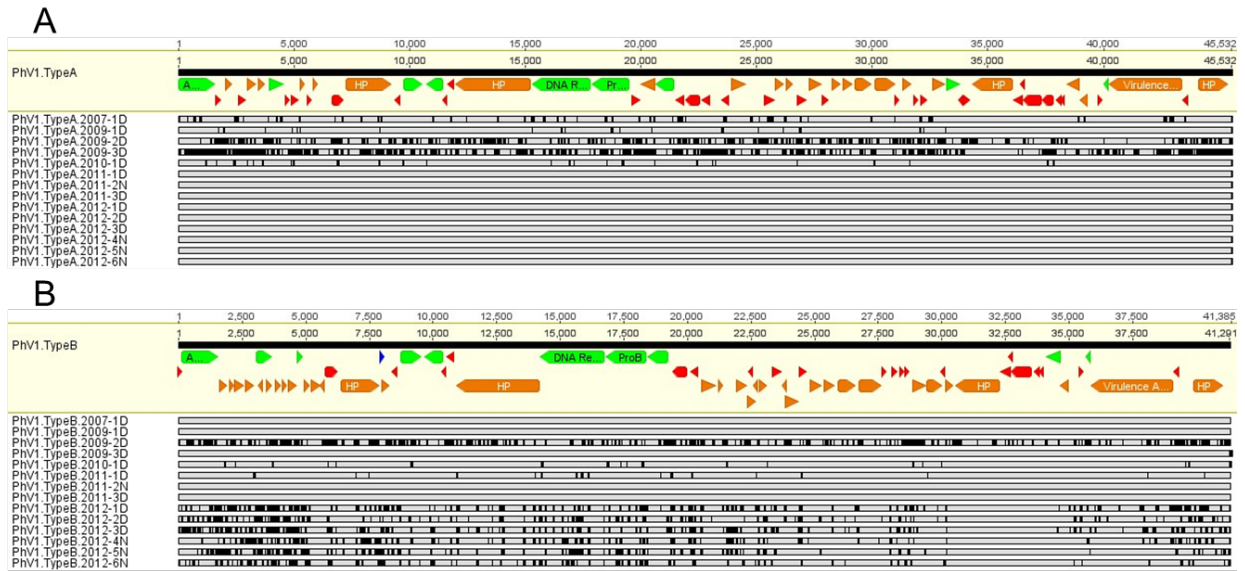 A
1 5,000 10,000 15,000 20,000 25,000 30,000 35,000 40,000 45,532
1 5,000 10,000 15,000 20,000 25,000 30,000 35,000 40,000 45,532
PhV1.TypeA
A... HP HP DNA R... Pr... HP Virulence... HP
PhV1.TypeA.2007-1D
PhV1.TypeA.2009-1D
PhV1.TypeA.2009-2D
PhV1.TypeA.2009-3D
PhV1.TypeA.2010-1D
PhV1.TypeA.2011-1D
PhV1.TypeA.2011-2N
PhV1.TypeA.2011-3D
PhV1.TypeA.2012-1D
PhV1.TypeA.2012-2D
PhV1.TypeA.2012-3D
PhV1.TypeA.2012-4N
PhV1.TypeA.2012-5N
PhV1.TypeA.2012-6N
B
1 2,500 5,000 7,500 10,000 12,500 15,000 17,500 20,000 22,500 25,000 27,500 30,000 32,500 35,000 37,500 41,385
1 2,500 5,000 7,500 10,000 12,500 15,000 17,500 20,000 22,500 25,000 27,500 30,000 32,500 35,000 37,500 41,291
PhV1.TypeB
A... DNA Re... ProB
HP HP HP Virulence A... HP
PhV1.TypeB.2007-1D
PhV1.TypeB.2009-1D
PhV1.TypeB.2009-2D
PhV1.TypeB.2009-3D
PhV1.TypeB.2010-1D
PhV1.TypeB.2011-1D
PhV1.TypeB.2011-2N
PhV1.TypeB.2011-3D
PhV1.TypeB.2012-1D
PhV1.TypeB.2012-2D
PhV1.TypeB.2012-3D
PhV1.TypeB.2012-4N
PhV1.TypeB.2012-5N
PhV1.TypeB.2012-6N